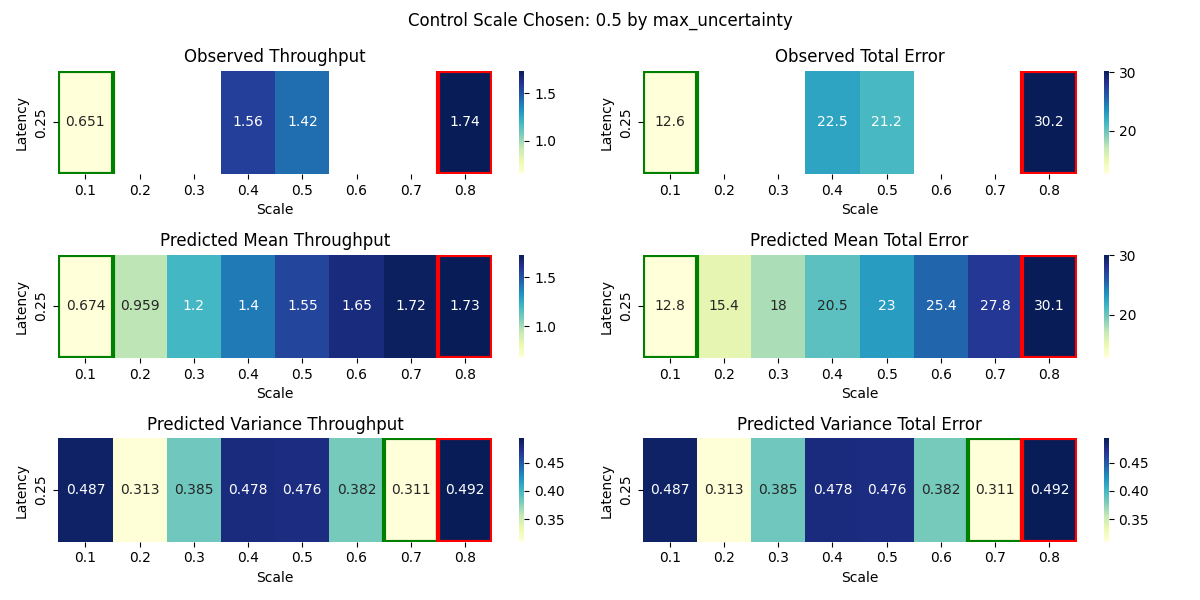 Control Scale Chosen: 0.5 by max_uncertainty
Observed Throughput
Latency
0.25
0.651 1.56 1.42 1.74
0.1 0.2 0.3 0.4 0.5 0.6 0.7 0.8
Scale
1.5
1.0
Observed Total Error
Latency
0.25
12.6 22.5 21.2 30.2
0.1 0.2 0.3 0.4 0.5 0.6 0.7 0.8
Scale
30
20
Predicted Mean Throughput
Latency
0.25
0.674 0.959 1.2 1.4 1.55 1.65 1.72 1.73
0.1 0.2 0.3 0.4 0.5 0.6 0.7 0.8
Scale
1.5
1.0
Predicted Mean Total Error
Latency
0.25
12.8 15.4 18 20.5 23 25.4 27.8 30.1
0.1 0.2 0.3 0.4 0.5 0.6 0.7 0.8
Scale
30
20
Predicted Variance Throughput
Latency
0.25
0.487 0.313 0.385 0.478 0.476 0.382 0.311 0.492
0.1 0.2 0.3 0.4 0.5 0.6 0.7 0.8
Scale
0.45
0.40
0.35
Predicted Variance Total Error
Latency
0.25
0.487 0.313 0.385 0.478 0.476 0.382 0.311 0.492
0.1 0.2 0.3 0.4 0.5 0.6 0.7 0.8
Scale
0.45
0.40
0.35